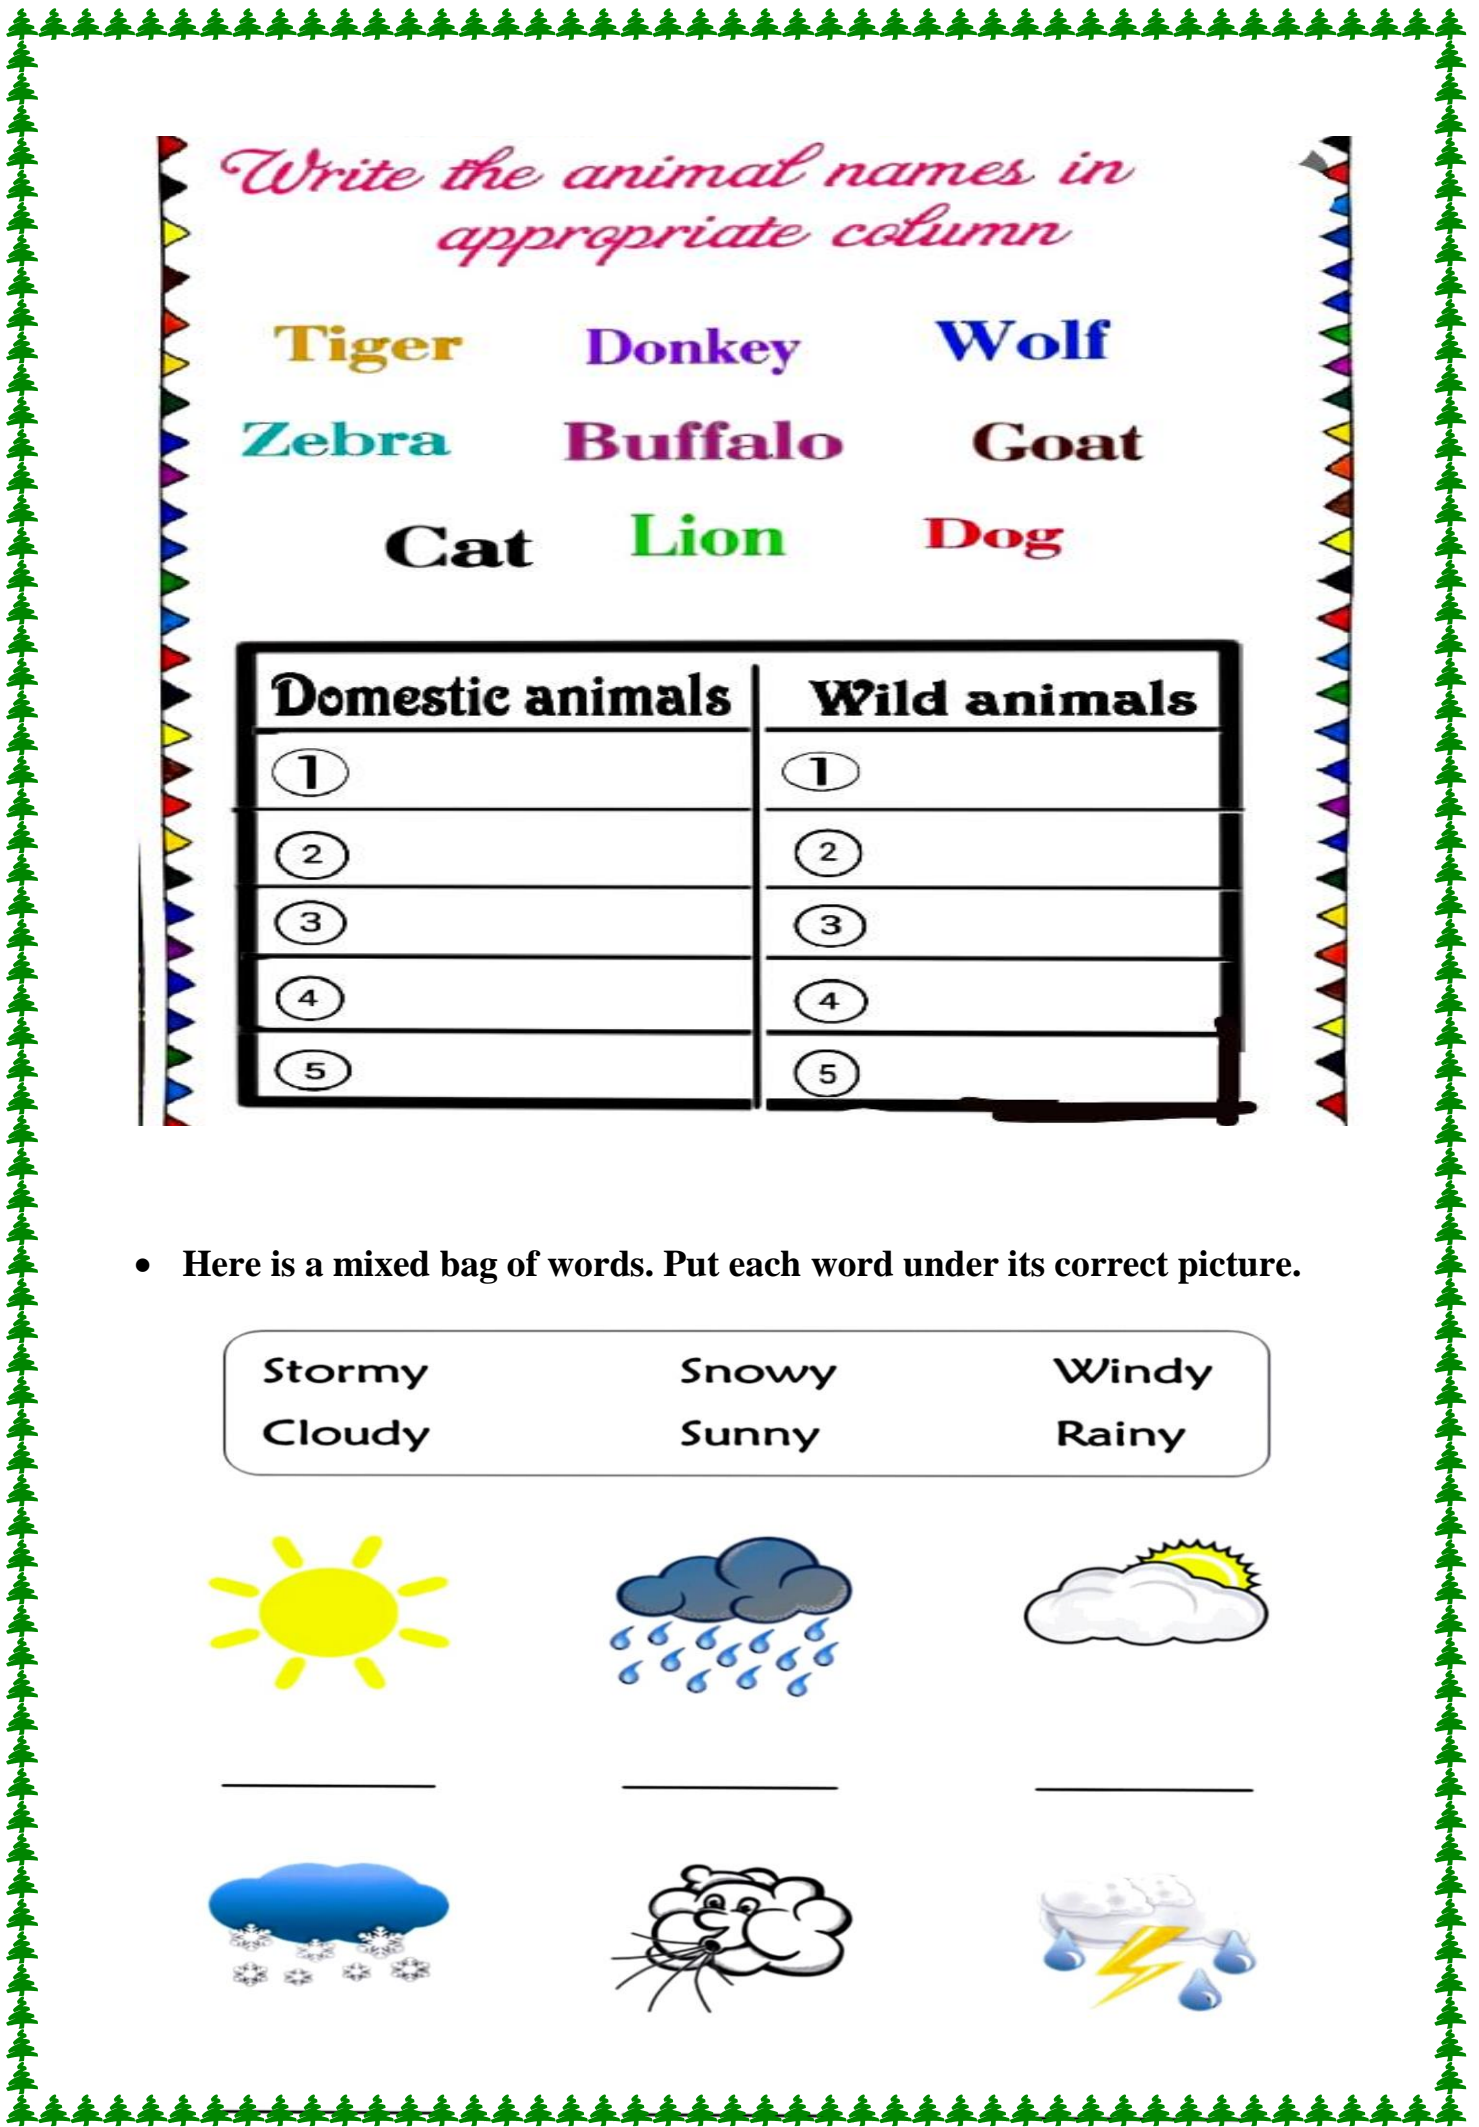 Write the animal names in
appropriate column
Tiger Donkey Wolf
Zebra Buffalo Goat
Cat Lion Dog
Domestic animals Wild animals
1 1
2 2
3 3
4 4
5 5
• Here is a mixed bag of words. Put each word under its correct picture.
Stormy Snowy Windy
Cloudy Sunny Rainy